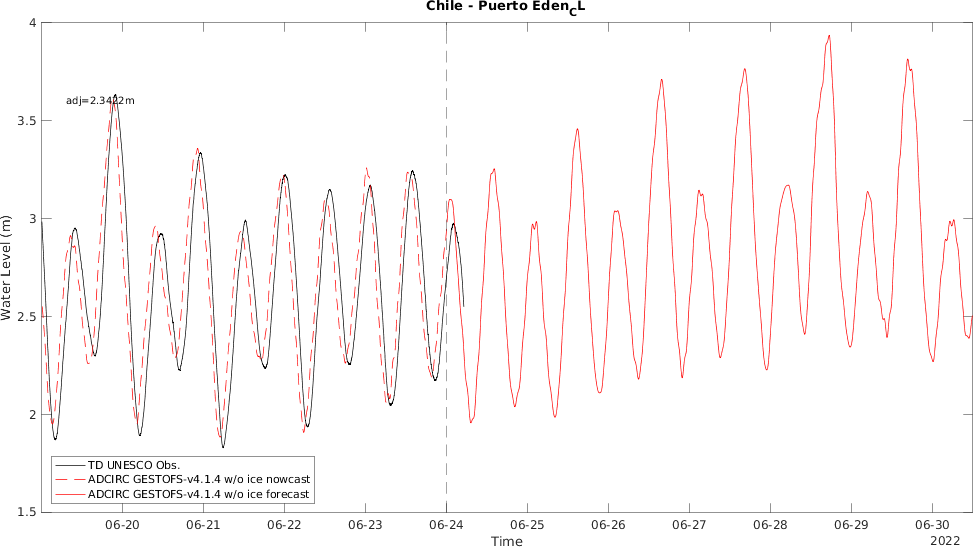 Chile - Puerto Eden_CL
4
3.5
3
2.5
2
1.5
Water Level (m)
adj=2.3422m
TD UNESCO Obs.
ADCIRC GESTOFS-v4.1.4 w/o ice nowcast
ADCIRC GESTOFS-v4.1.4 w/o ice forecast
06-20 06-21 06-22 06-23 06-24 06-25 06-26 06-27 06-28 06-29 06-30
Time 2022